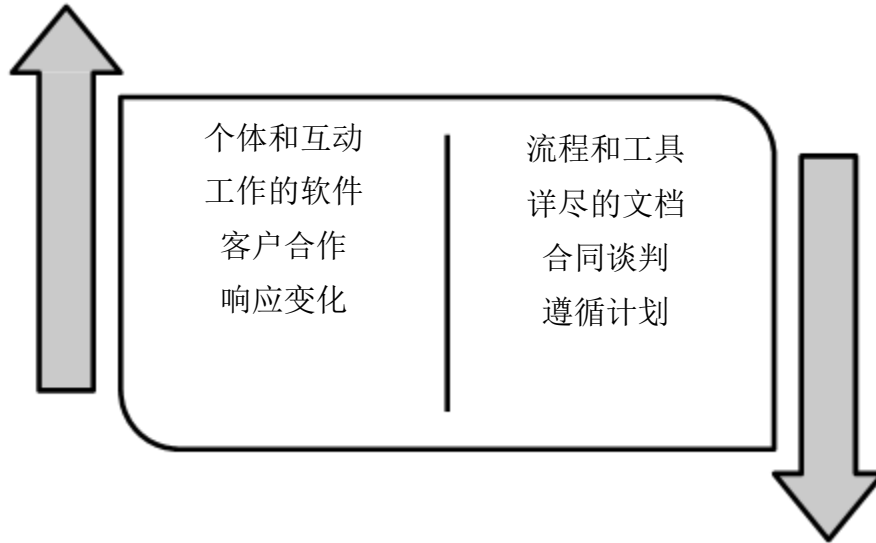 个体和互动
工作的软件
客户合作
响应变化
流程和工具
详尽的文档
合同谈判
遵循计划